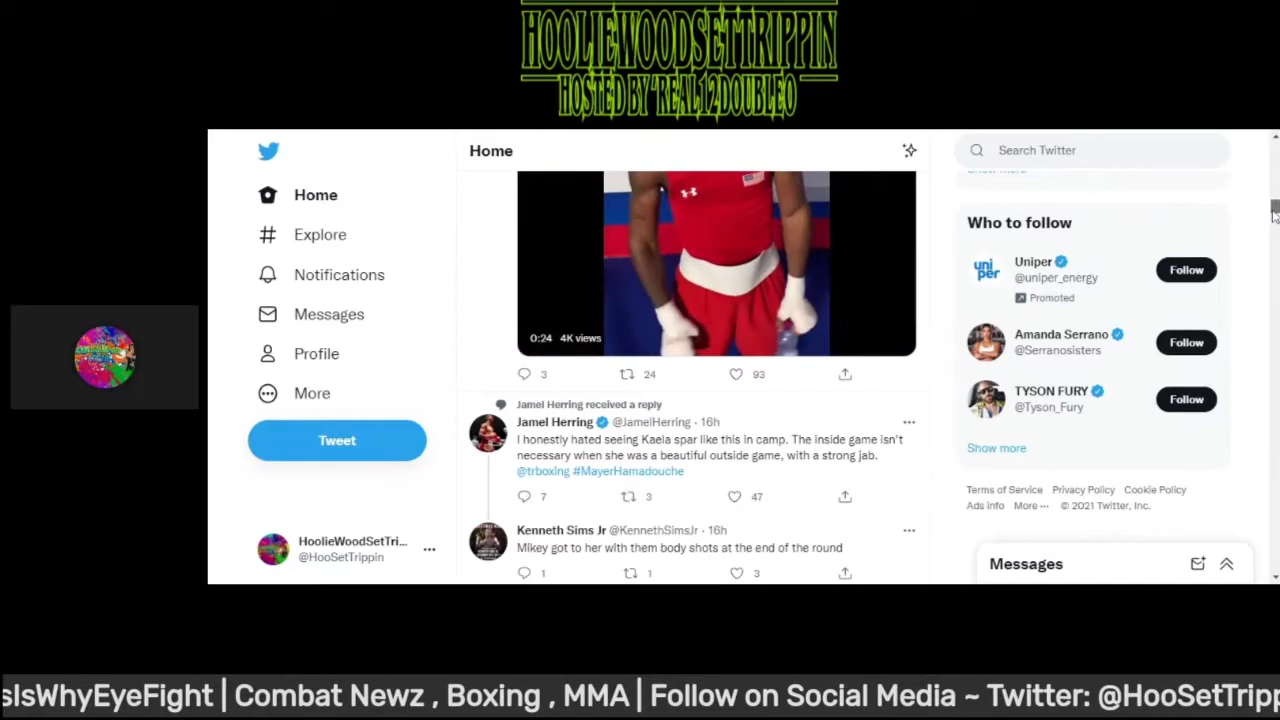 HOOLIEWOODSETTRIPPIN
HOSTED BY 'REAL12DOUBLEO
Home
Search Twitter
Show more
Home
Explore
Notifications
Messages
Profile
More
Tweet
HoolieWoodSetTri...
@HooSetTrippin
0:24 4K views
3 24 93
Jamel Herring received a reply
Jamel Herring @JamelHerring · 16h
I honestly hated seeing Kaela spar like this in camp. The inside game isn't
necessary when she was a beautiful outside game, with a strong jab.
@trboxing #MayerHamadouche
7 3 47
Kenneth Sims Jr @KennethSimsJr · 16h
Mikey got to her with them body shots at the end of the round
1 1 3
Who to follow
uni
per
Uniper
@uniper_energy
Promoted
Follow
Amanda Serrano
@Serranosisters
Follow
TYSON FURY
@Tyson_Fury
Follow
Show more
Terms of Service Privacy Policy Cookie Policy
Ads info More ··· © 2021 Twitter, Inc.
Messages
sIsWhyEyeFight | Combat Newz , Boxing , MMA | Follow on Social Media ~ Twitter: @HooSetTripp